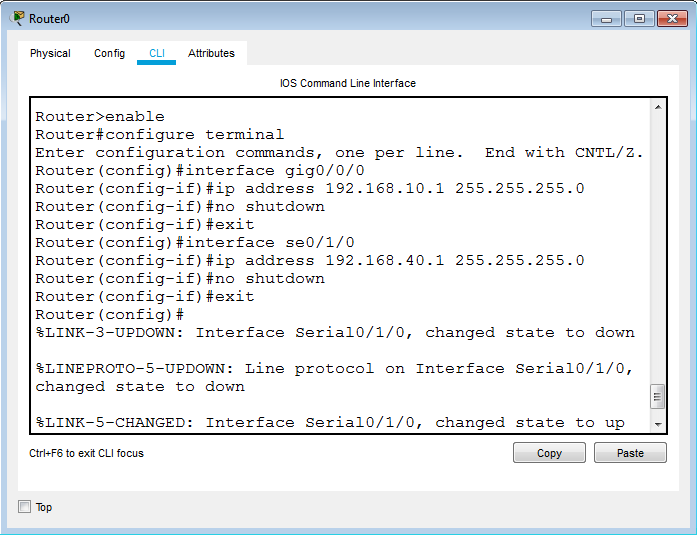 Router0
Physical Config CLI Attributes
IOS Command Line Interface
Router>enable
Router#configure terminal
Enter configuration commands, one per line.  End with CNTL/Z.
Router(config)#interface gig0/0/0
Router(config-if)#ip address 192.168.10.1 255.255.255.0
Router(config-if)#no shutdown
Router(config-if)#exit
Router(config)#interface se0/1/0
Router(config-if)#ip address 192.168.40.1 255.255.255.0
Router(config-if)#no shutdown
Router(config-if)#exit
Router(config)#
%LINK-3-UPDOWN: Interface Serial0/1/0, changed state to down
%LINEPROTO-5-UPDOWN: Line protocol on Interface Serial0/1/0,
changed state to down
%LINK-5-CHANGED: Interface Serial0/1/0, changed state to up
Ctrl+F6 to exit CLI focus Copy Paste
Top